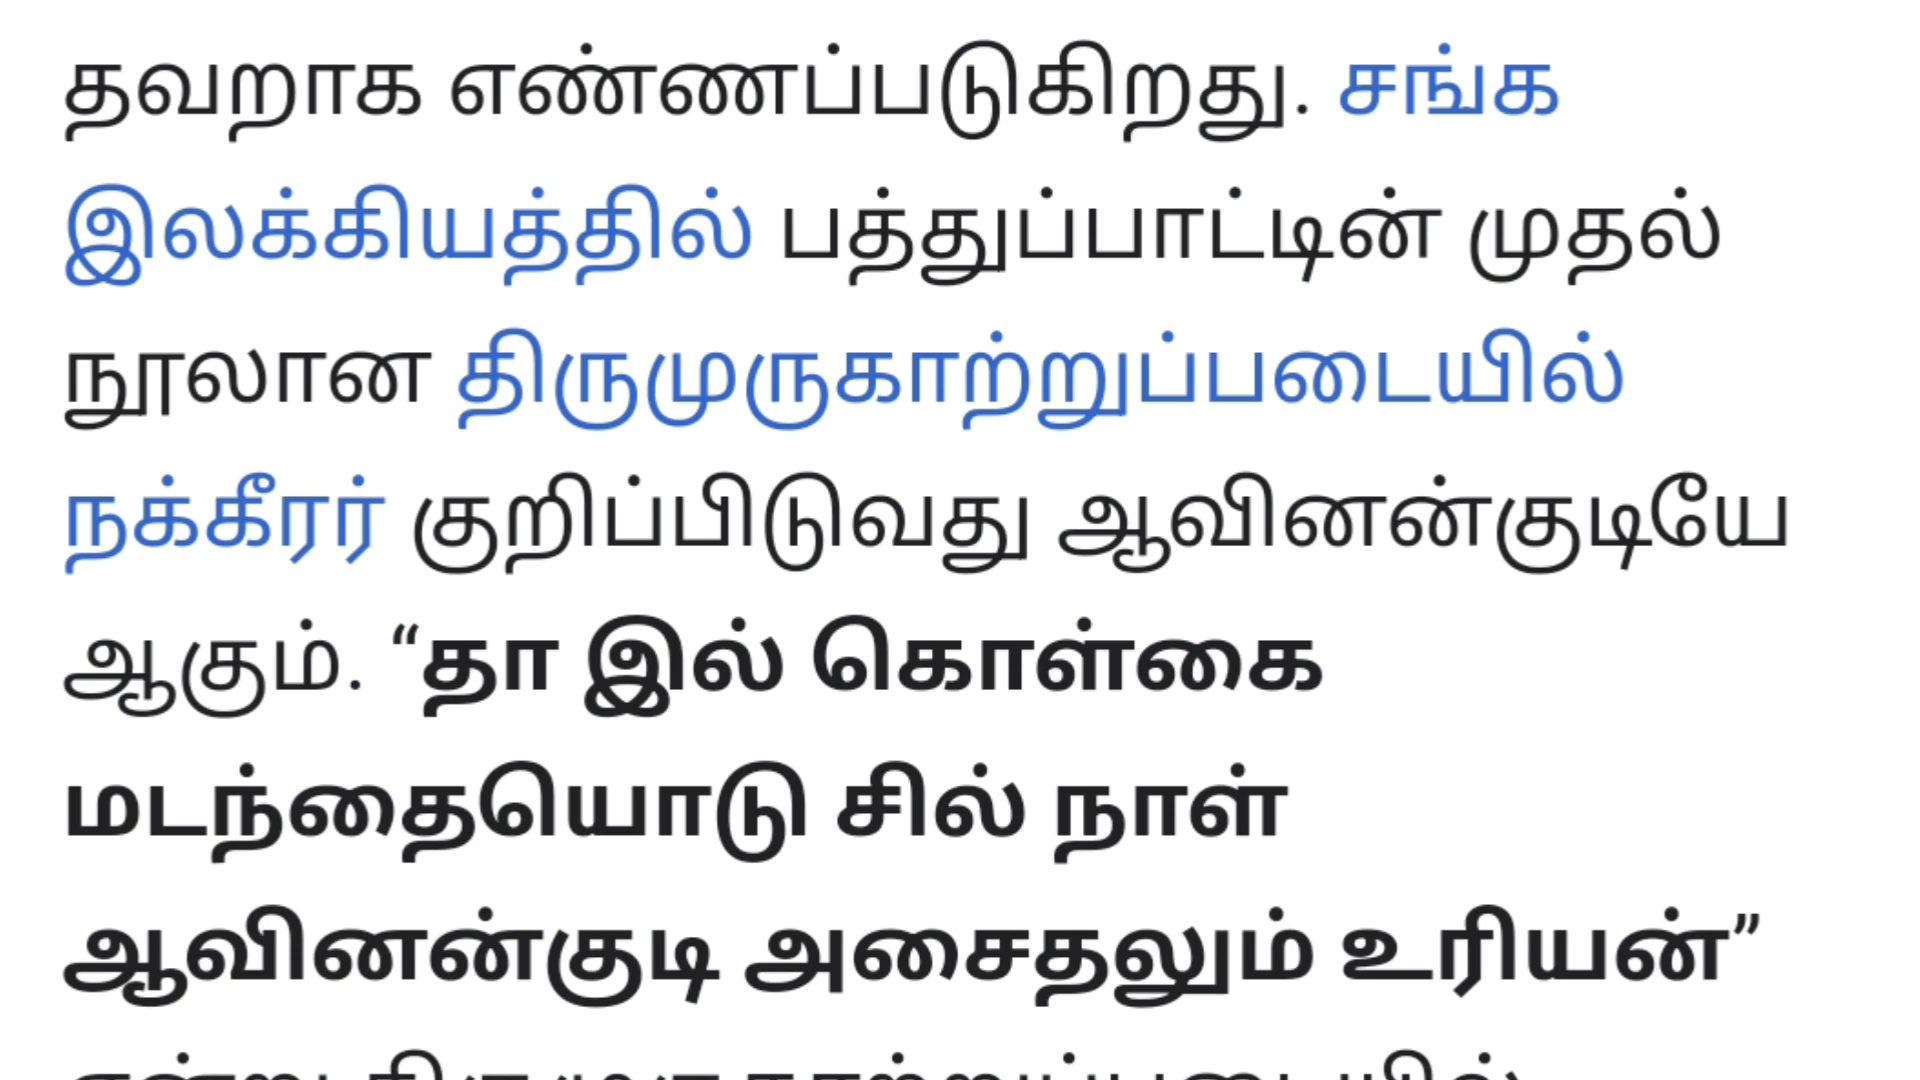 தவறாக எண்ணப்படுகிறது. சங்க
இலக்கியத்தில் பத்துப்பாட்டின் முதல்
நூலான திருமுருகாற்றுப்படையில்
நக்கீரர் குறிப்பிடுவது ஆவினன்குடியே
ஆகும். “தா இல் கொள்கை
மடந்தையொடு சில் நாள்
ஆவினன்குடி அசைதலும் உரியன்”